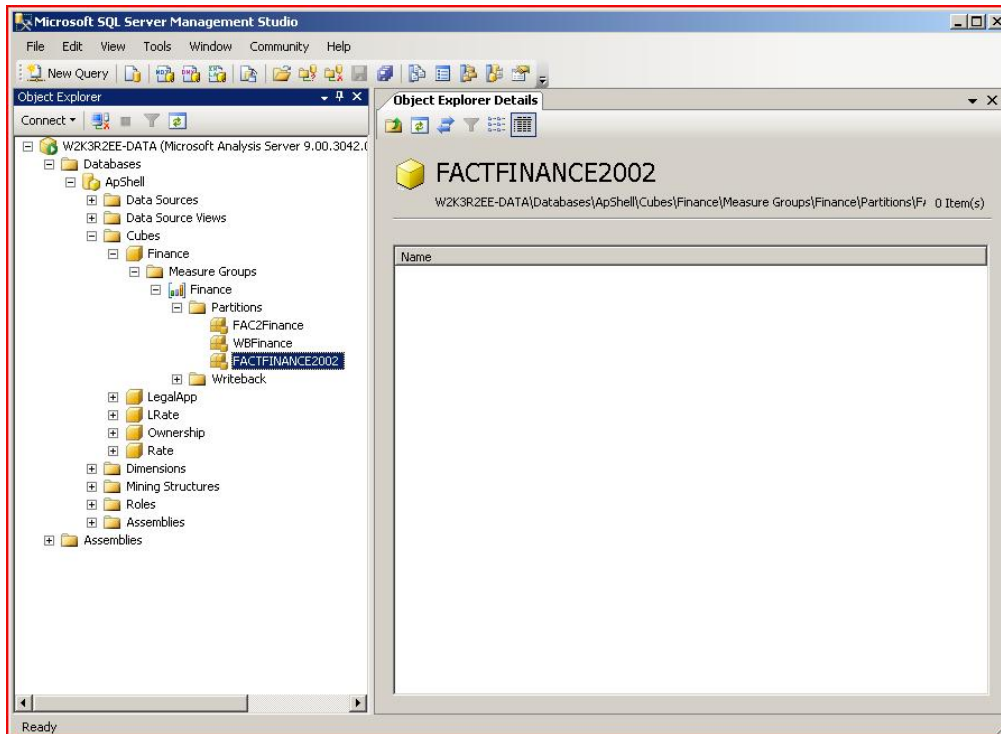 Microsoft SQL Server Management Studio
File Edit View Tools Window Community Help
New Query
Object Explorer
Connect
W2K3R2EE-DATA (Microsoft Analysis Server 9.00.3042.
Databases
ApShell
Data Sources
Data Source Views
Cubes
Finance
Measure Groups
Finance
Partitions
FAC2Finance
WBFinance
FACTFINANCE2002
Writeback
LegalApp
LRate
Ownership
Rate
Dimensions
Mining Structures
Roles
Assemblies
Assemblies
Object Explorer Details
FACTFINANCE2002
W2K3R2EE-DATA\Databases\ApShell\Cubes\Finance\Measure Groups\Finance\Partitions\F 0 Item(s)
Name
Ready